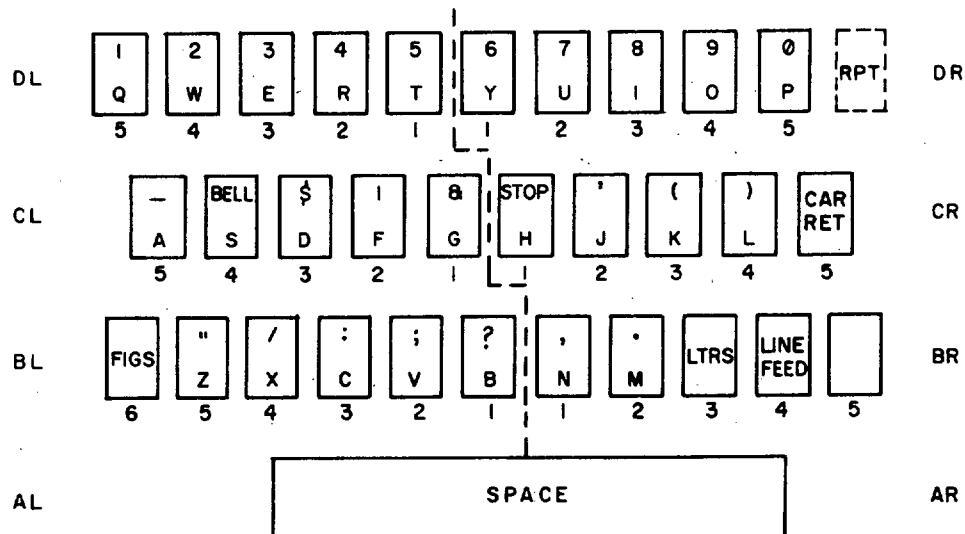 1 2 3 4 5 6 7 8 9 0
DL Q W E R T Y U I O P RPT DR
5 4 3 2 1 1 2 3 4 5
— BELL $ | & STOP ' ( ) CAR
CL A S D F G H J K L RET CR
5 4 3 2 1 1 2 3 4 5
" / : ; ? , .
BL FIGS Z X C V B N M LTRS LINE FEED BR
6 5 4 3 2 1 1 2 3 4 5
AL SPACE AR